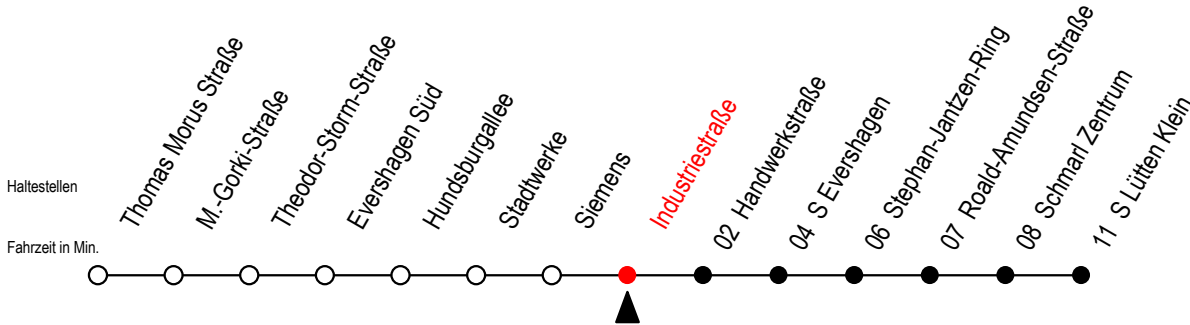 Haltestellen
Fahrzeit in Min.
Thomas Morus Straße
M.-Gorki-Straße
Theodor-Storm-Straße
Evershagen Süd
Hundsburgallee
Stadtwerke
Siemens
Industriestraße
02 Handwerkstraße
04 S Evershagen
06 Stephan-Jantzen-Ring
07 Roald-Amundsen-Straße
08 Schmarl Zentrum
11 S Lütten Klein